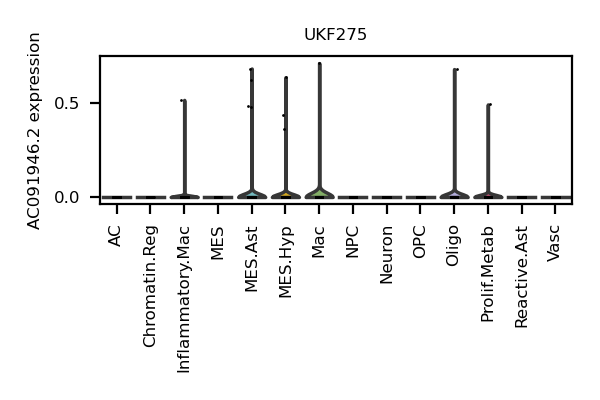 UKF275
AC091946.2 expression
0.5
0.0
AC
Chromatin.Reg
Inflammatory.Mac
MES
MES.Ast
MES.Hyp
Mac
NPC
Neuron
OPC
Oligo
Prolif.Metab
Reactive.Ast
Vasc